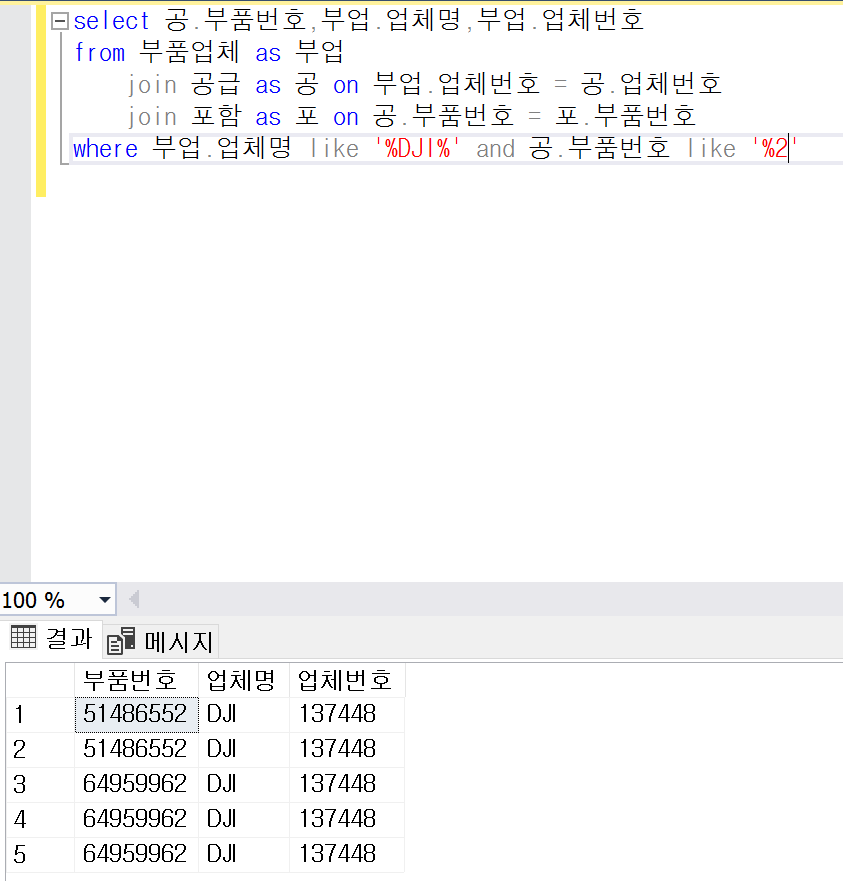 select 공.부품번호,부업.업체명,부업.업체번호
from 부품업체 as 부업
join 공급 as 공 on 부업.업체번호 = 공.업체번호
join 포함 as 포 on 공.부품번호 = 포.부품번호
where 부업.업체명 like '%DJI%' and 공.부품번호 like '%2'
100 %
결과 메시지
부품번호 업체명 업체번호
1 51486552 DJI 137448
2 51486552 DJI 137448
3 64959962 DJI 137448
4 64959962 DJI 137448
5 64959962 DJI 137448